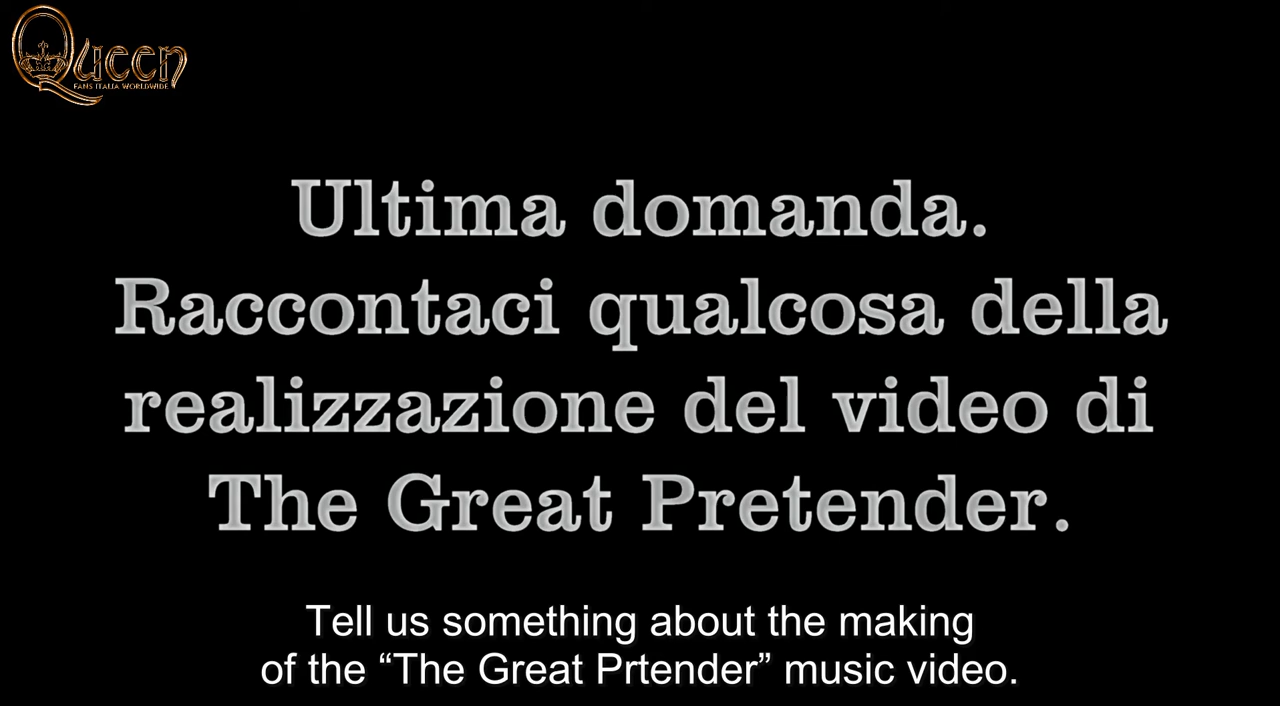 Queen
FANS ITALIA WORLDWIDE
Ultima domanda.
Raccontaci qualcosa della
realizzazione del video di
The Great Pretender.
Tell us something about the making
of the “The Great Prtender” music video.